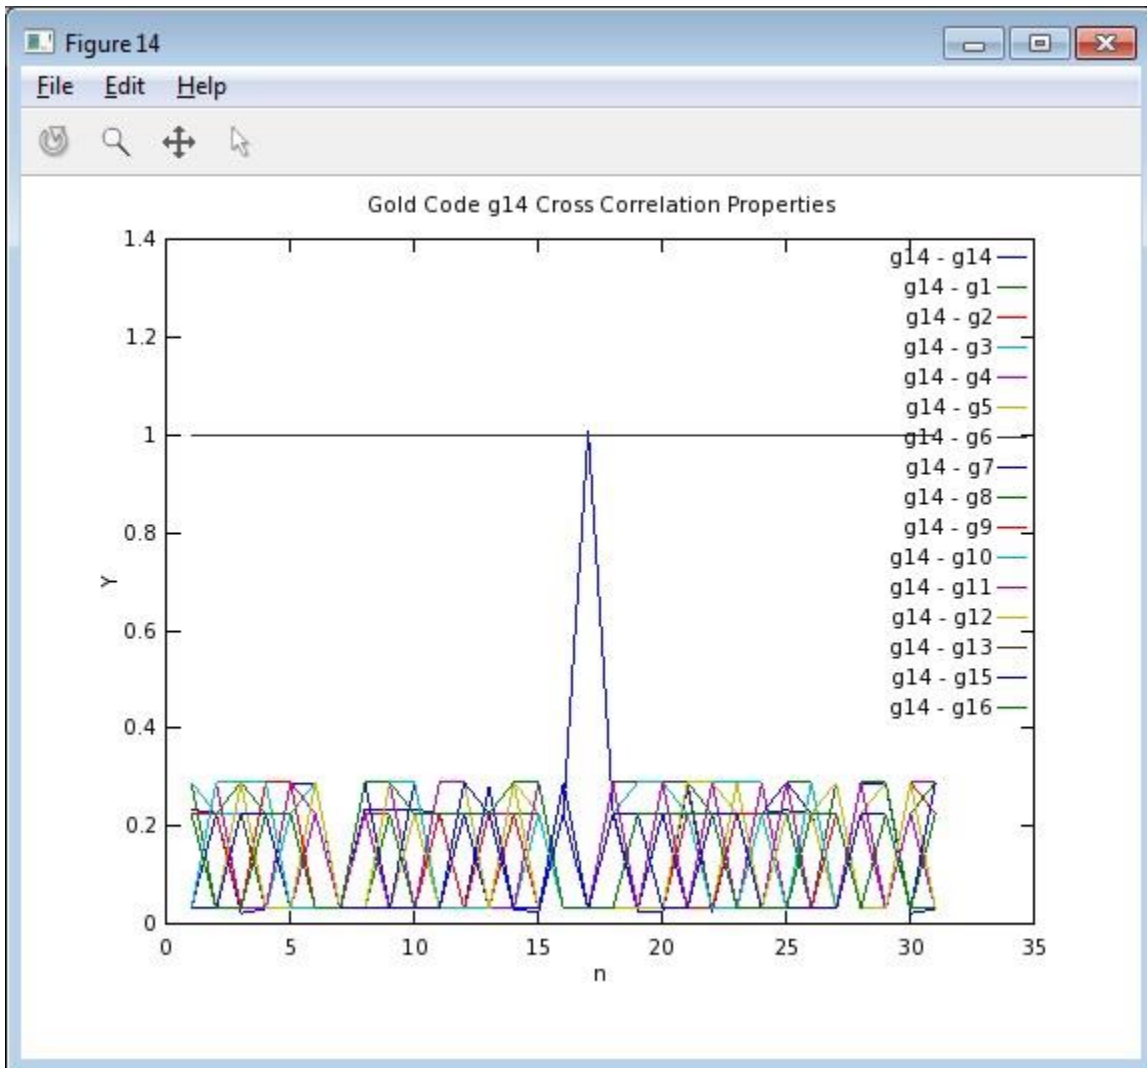 Figure 14
File Edit Help
Gold Code g14 Cross Correlation Properties
1.4
1.2
1
0.8
0.6
0.4
0.2
0
Y
g14 - g14
g14 - g1
g14 - g2
g14 - g3
g14 - g4
g14 - g5
g14 - g6
g14 - g7
g14 - g8
g14 - g9
g14 - g10
g14 - g11
g14 - g12
g14 - g13
g14 - g15
g14 - g16
0 5 10 15 20 25 30 35
n